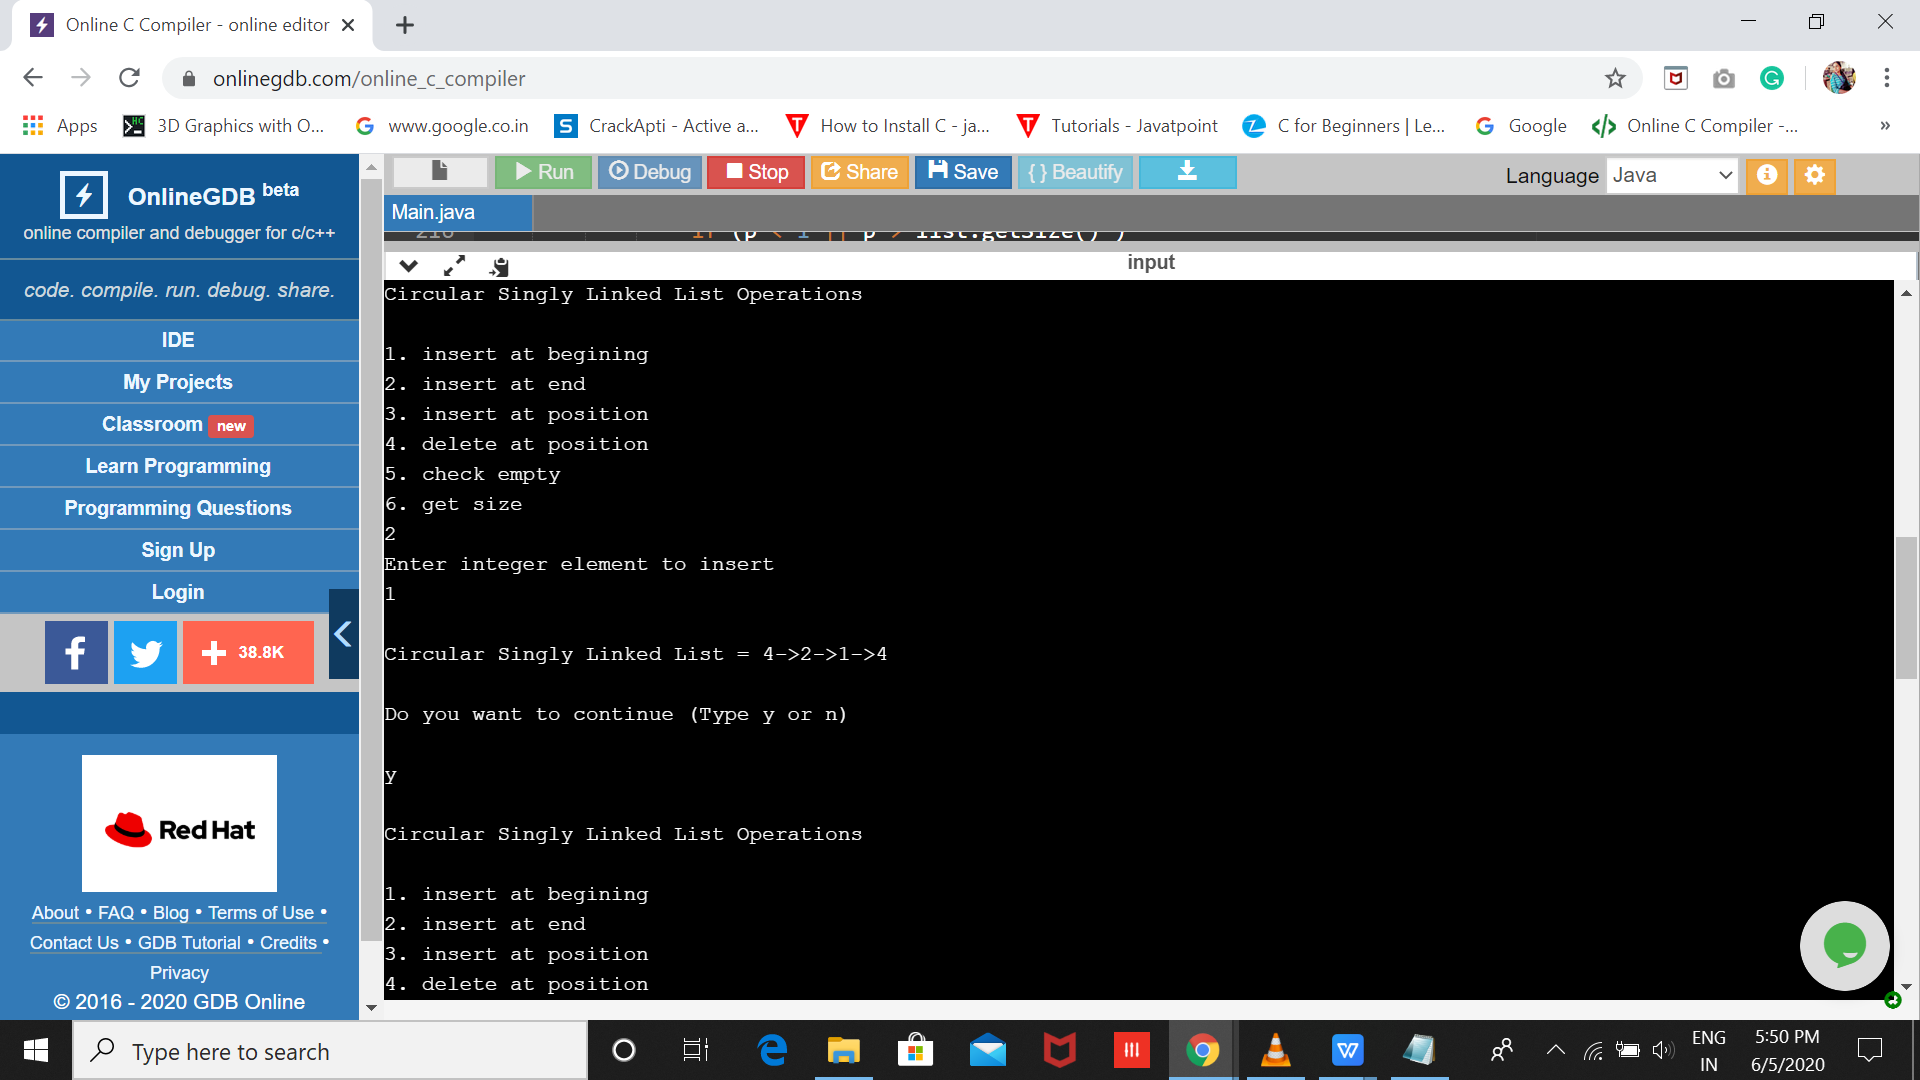 Online C Compiler - online editor
onlinegdb.com/online_c_compiler
Apps
3D Graphics with O...
www.google.co.in
CrackApti - Active a...
How to Install C - ja...
Tutorials - Javatpoint
C for Beginners | Le...
Google
Online C Compiler -...
»
OnlineGDB beta
online compiler and debugger for c/c++
code. compile. run. debug. share.
IDE
My Projects
Classroom new
Learn Programming
Programming Questions
Sign Up
Login
38.8K
Red Hat
About • FAQ • Blog • Terms of Use •
Contact Us • GDB Tutorial • Credits •
Privacy
© 2016 - 2020 GDB Online
Run
Debug
Stop
Share
Save
{ } Beautify
Language Java
Main.java
input
Circular Singly Linked List Operations
1. insert at begining
2. insert at end
3. insert at position
4. delete at position
5. check empty
6. get size
2
Enter integer element to insert
1
Circular Singly Linked List = 4->2->1->4
Do you want to continue (Type y or n)
y
Circular Singly Linked List Operations
1. insert at begining
2. insert at end
3. insert at position
4. delete at position
Type here to search
ENG
IN
5:50 PM
6/5/2020